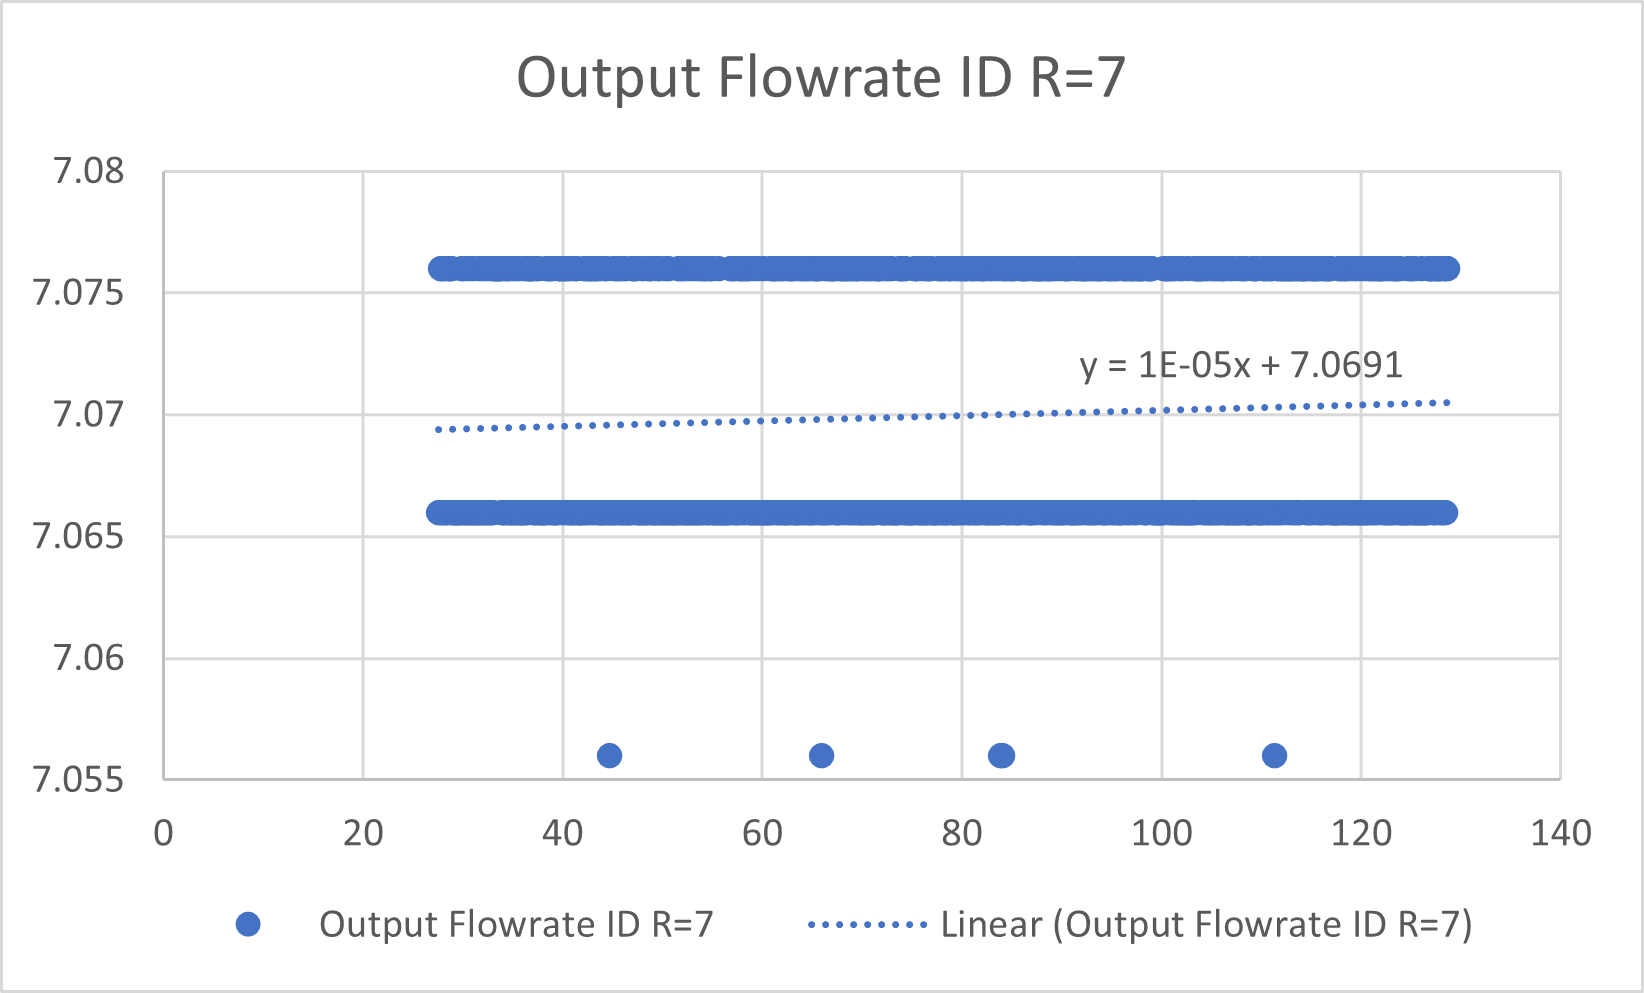 Output Flowrate ID R=7
7.08
7.075
y = 1E-05x + 7.0691
7.07
7.065
7.06
7.055
0 20 40 60 80 100 120 140
Output Flowrate ID R=7 Linear (Output Flowrate ID R=7)